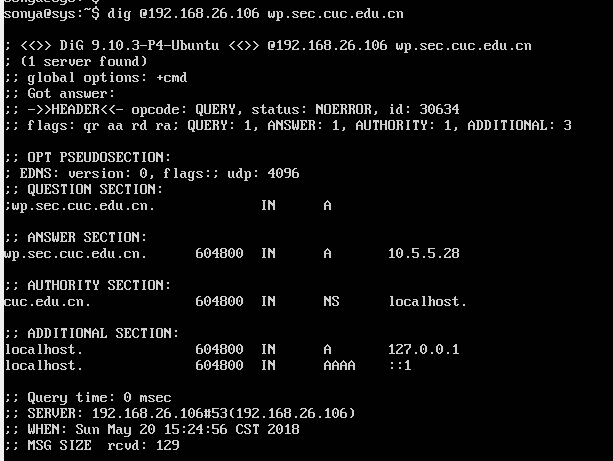 sonya@sys:~$
sonya@sys:~$ dig @192.168.26.106 wp.sec.cuc.edu.cn
; <<>> DiG 9.10.3-P4-Ubuntu <<>> @192.168.26.106 wp.sec.cuc.edu.cn
; (1 server found)
;; global options: +cmd
;; Got answer:
;; ->>HEADER<<- opcode: QUERY, status: NOERROR, id: 30634
;; flags: qr aa rd ra; QUERY: 1, ANSWER: 1, AUTHORITY: 1, ADDITIONAL: 3
;; OPT PSEUDOSECTION:
; EDNS: version: 0, flags:; udp: 4096
;; QUESTION SECTION:
;wp.sec.cuc.edu.cn. IN A
;; ANSWER SECTION:
wp.sec.cuc.edu.cn. 604800 IN A 10.5.5.28
;; AUTHORITY SECTION:
cuc.edu.cn. 604800 IN NS localhost.
;; ADDITIONAL SECTION:
localhost. 604800 IN A 127.0.0.1
localhost. 604800 IN AAAA ::1
;; Query time: 0 msec
;; SERVER: 192.168.26.106#53(192.168.26.106)
;; WHEN: Sun May 20 15:24:56 CST 2018
;; MSG SIZE rcvd: 129